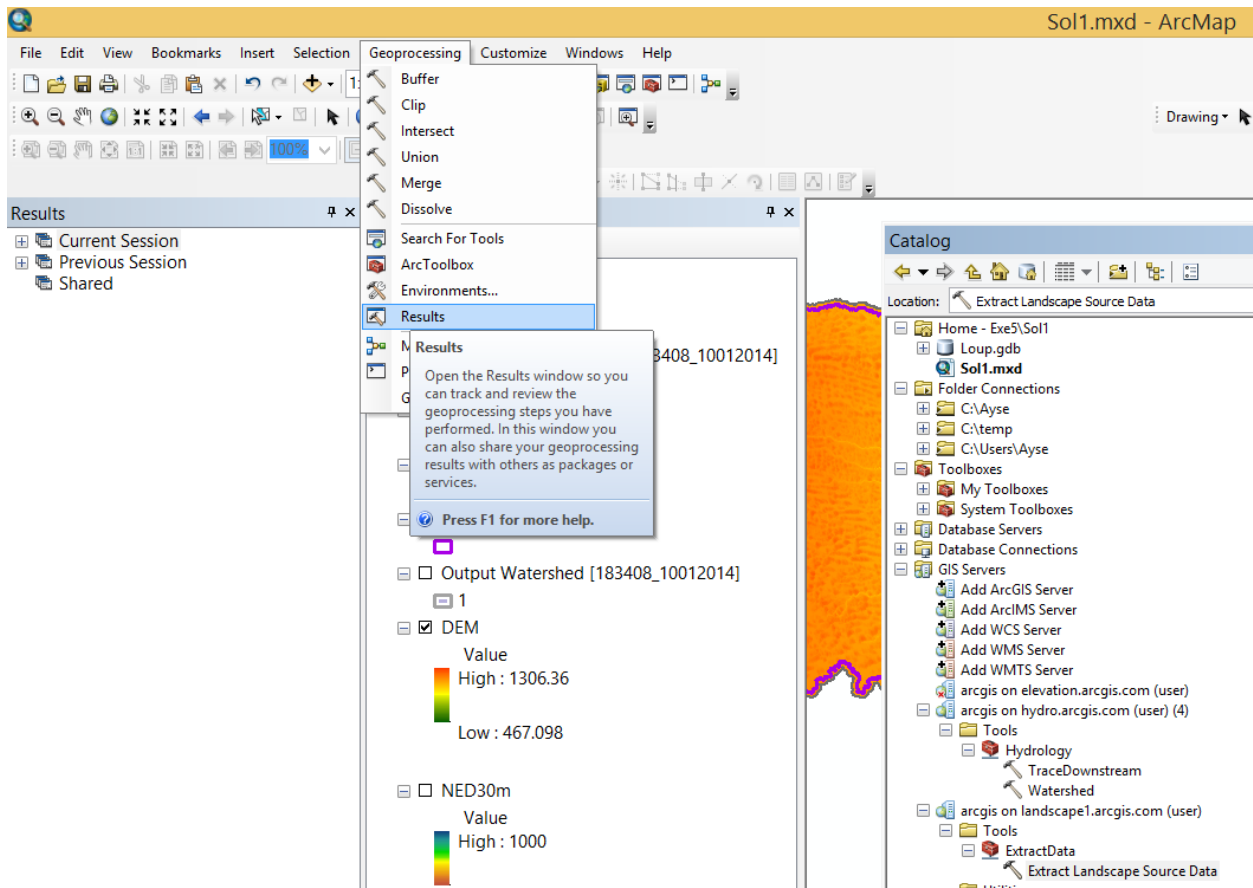 Sol1.mxd - ArcMap
File Edit View Bookmarks Insert Selection Geoprocessing Customize Windows Help
100%
Drawing
Buffer
Clip
Intersect
Union
Merge
Dissolve
Search For Tools
ArcToolbox
Environments...
Results
Results
Open the Results window so you
can track and review the
geoprocessing steps you have
performed. In this window you
can also share your geoprocessing
results with others as packages or
services.
Press F1 for more help.
Results
Current Session
Previous Session
Shared
3408_10012014]
Output Watershed [183408_10012014]
1
DEM
Value
High : 1306.36
Low : 467.098
NED30m
Value
High : 1000
Catalog
Location: Extract Landscape Source Data
Home - Exe5\Sol1
Loup.gdb
Sol1.mxd
Folder Connections
C:\Ayse
C:\temp
C:\Users\Ayse
Toolboxes
My Toolboxes
System Toolboxes
Database Servers
Database Connections
GIS Servers
Add ArcGIS Server
Add ArcIMS Server
Add WCS Server
Add WMS Server
Add WMTS Server
arcgis on elevation.arcgis.com (user)
arcgis on hydro.arcgis.com (user) (4)
Tools
Hydrology
TraceDownstream
Watershed
arcgis on landscape1.arcgis.com (user)
Tools
ExtractData
Extract Landscape Source Data